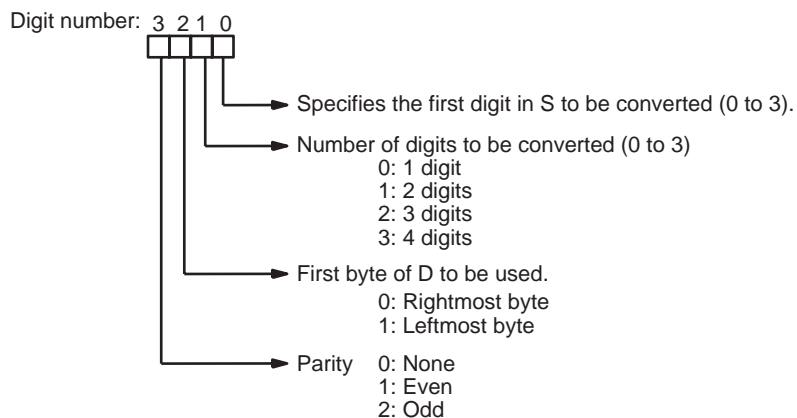 Digit number: 3 2 1 0
Specifies the first digit in S to be converted (0 to 3).
Number of digits to be converted (0 to 3)
0: 1 digit
1: 2 digits
2: 3 digits
3: 4 digits
First byte of D to be used.
0: Rightmost byte
1: Leftmost byte
Parity 0: None
1: Even
2: Odd